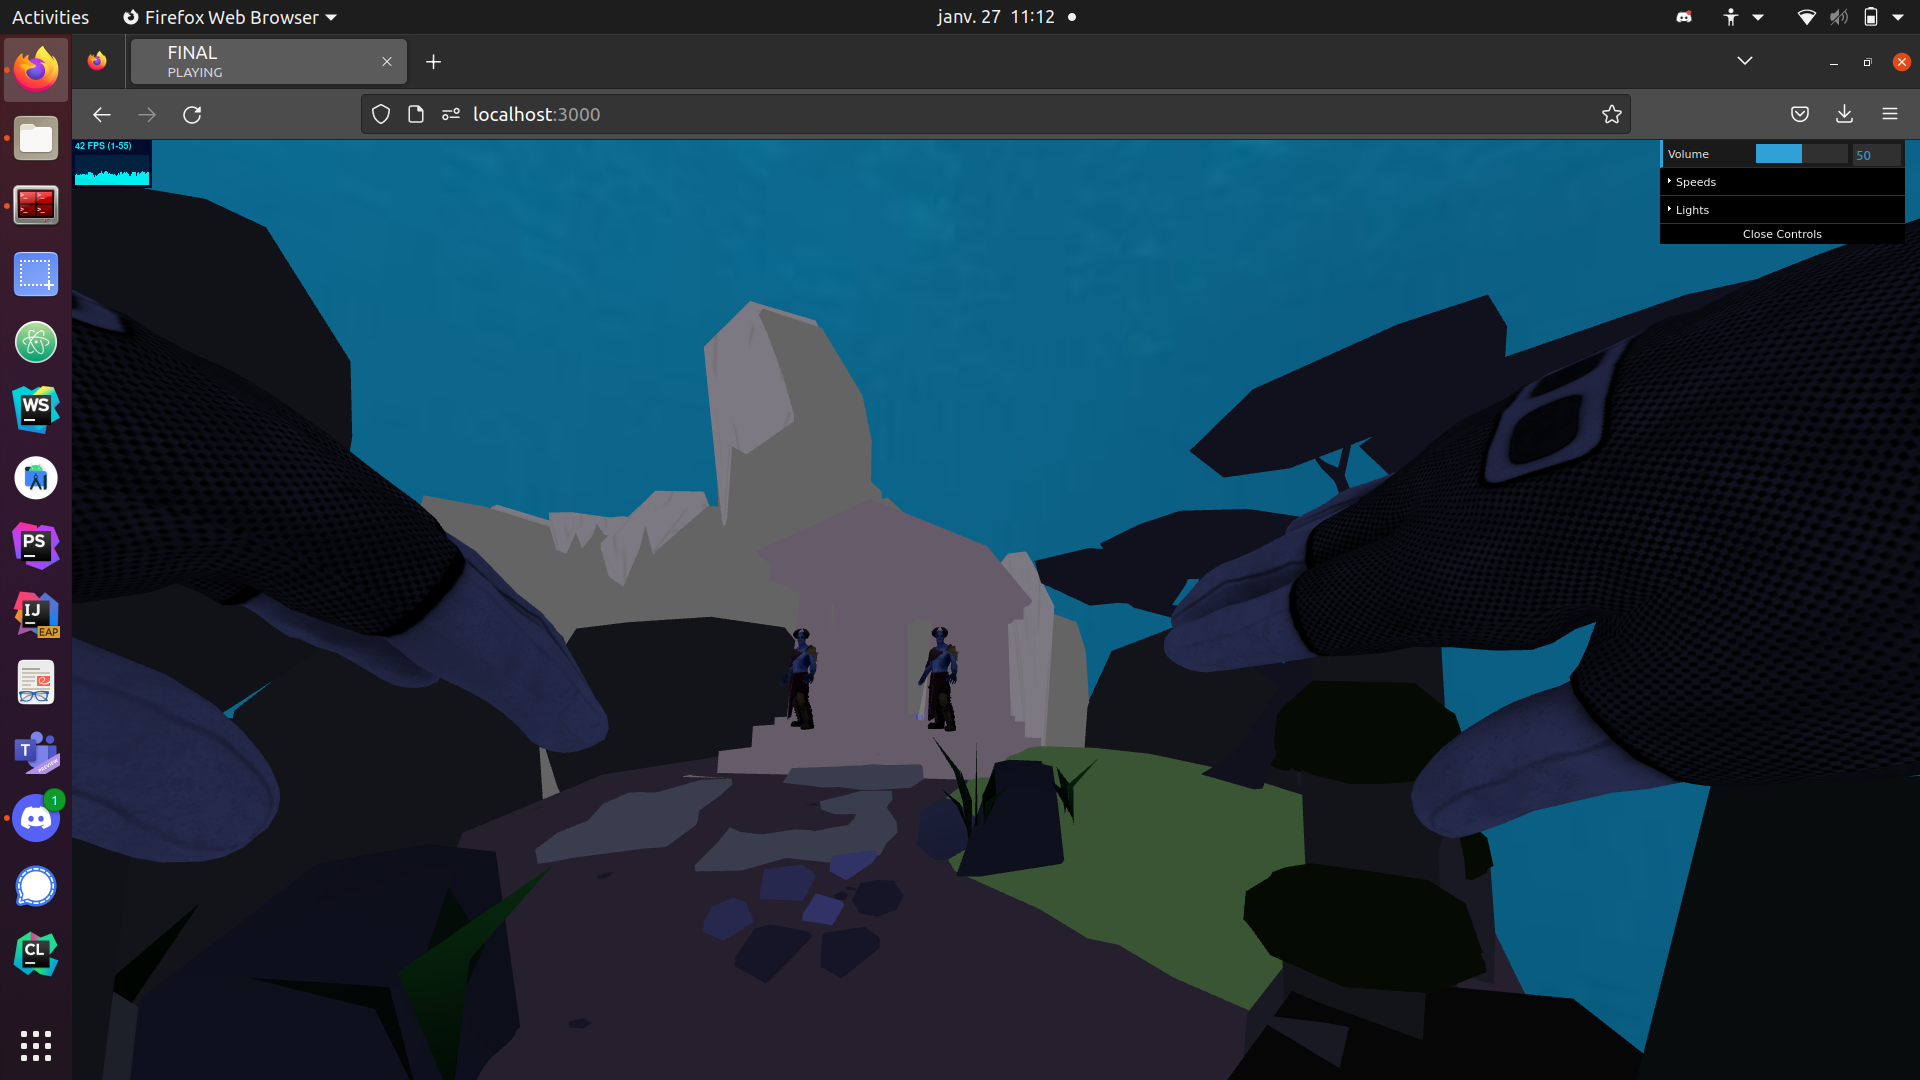 Activities
Firefox Web Browser
janv. 27 11:12
FINAL
PLAYING
localhost:3000
42 FPS (1-55)
Volume
50
Speeds
Lights
Close Controls
WS
PS
IJ
EAP
T
PREVIEW
1
CL